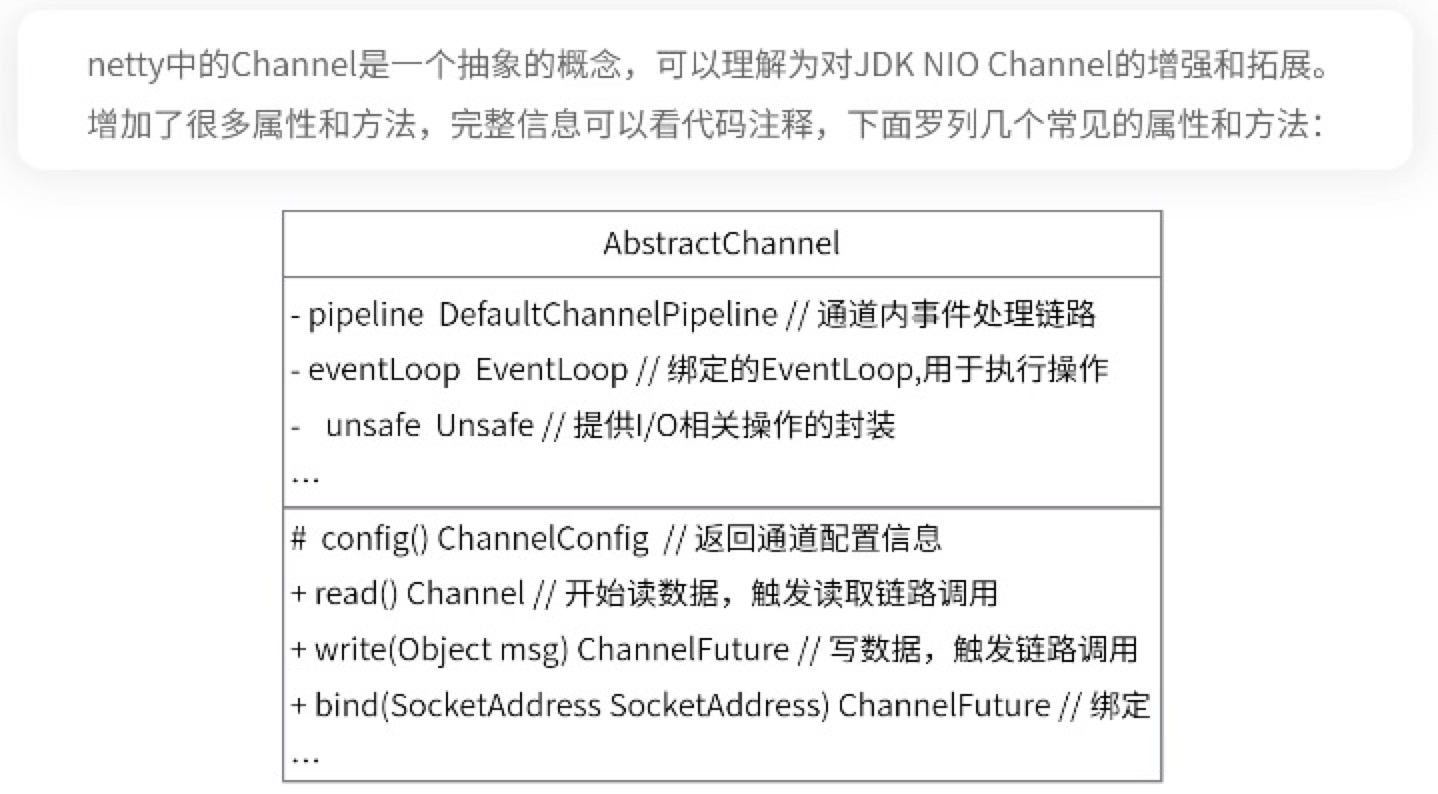 netty中的Channel是一个抽象的概念，可以理解为对JDK NIO Channel的增强和拓展。
增加了很多属性和方法，完整信息可以看代码注释，下面罗列几个常见的属性和方法：
AbstractChannel
- pipeline DefaultChannelPipeline // 通道内事件处理链路
- eventLoop EventLoop // 绑定的EventLoop,用于执行操作
- unsafe Unsafe // 提供I/O相关操作的封装
...
# config() ChannelConfig // 返回通道配置信息
+ read() Channel // 开始读数据，触发读取链路调用
+ write(Object msg) ChannelFuture // 写数据，触发链路调用
+ bind(SocketAddress SocketAddress) ChannelFuture // 绑定
...